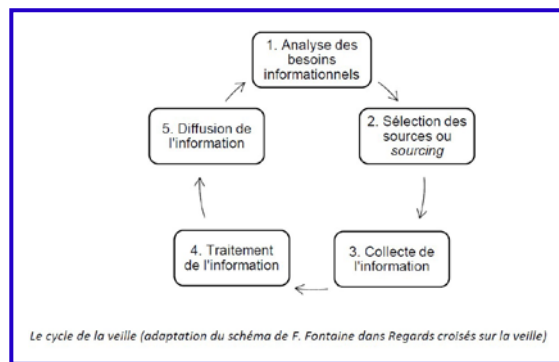 1. Analyse des
besoins
informationnels
2. Sélection des
sources ou
sourcing
3. Collecte de
l'information
4. Traitement
de l'information
5. Diffusion de
l'information
Le cycle de la veille (adaptation du schéma de F. Fontaine dans Regards croisés sur la veille)